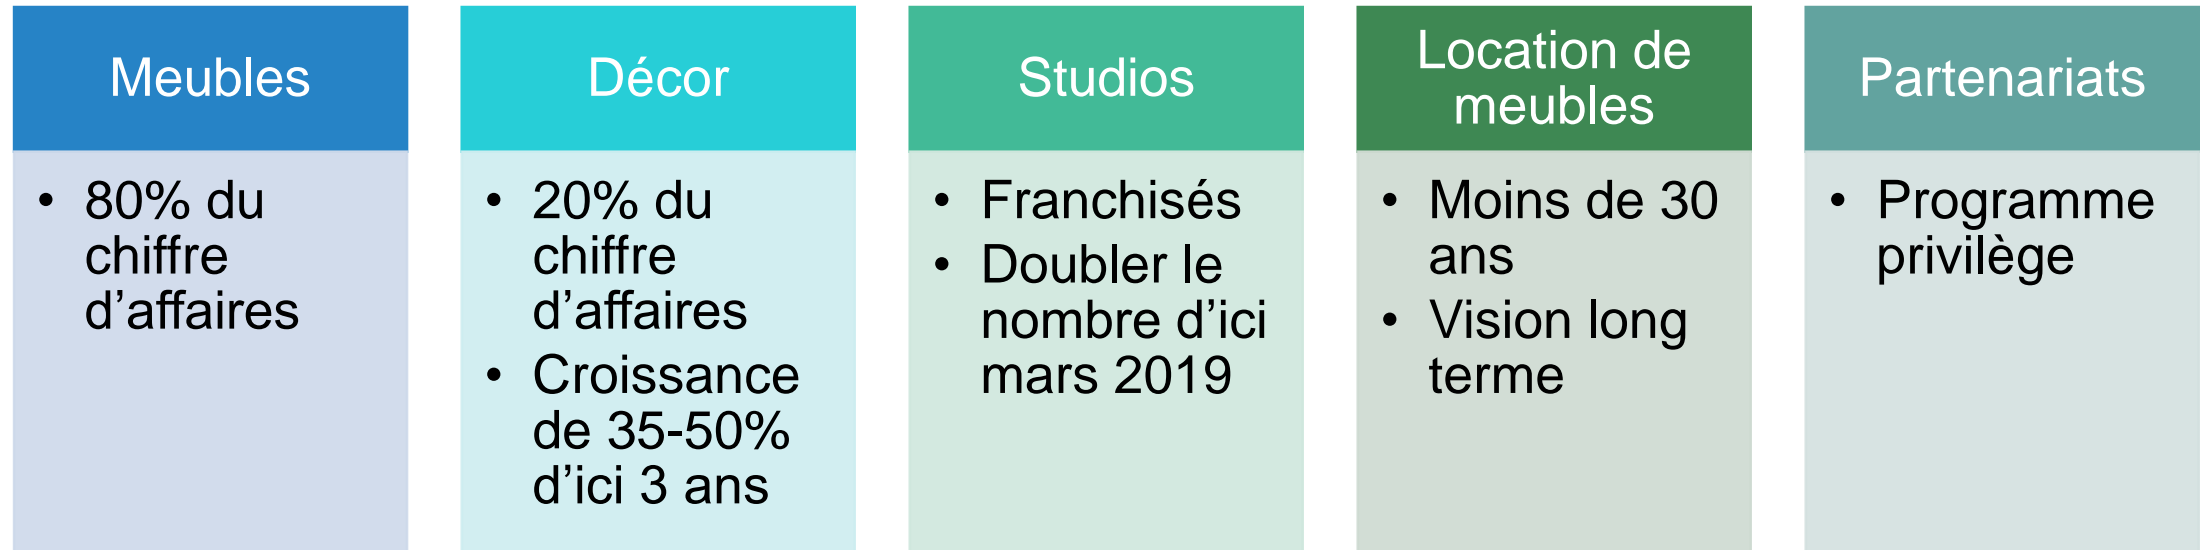 Meubles
• 80% du
chiffre
d’affaires
Décor
• 20% du
chiffre
d’affaires
• Croissance
de 35-50%
d’ici 3 ans
Studios
• Franchisés
• Doubler le
nombre d’ici
mars 2019
Location de
meubles
• Moins de 30
ans
• Vision long
terme
Partenariats
• Programme
privilège